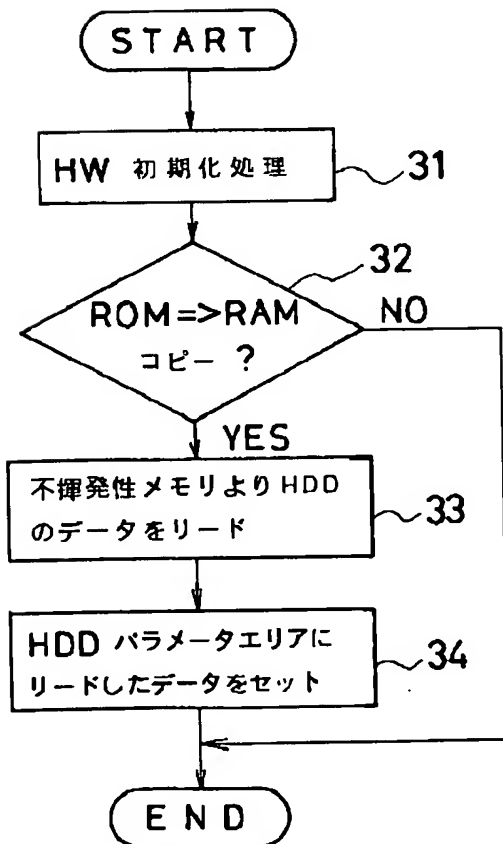 START
HW 初期化処理
31
32
ROM=>RAM
コピー ?
NO
YES
不揮発性メモリよりHDD
のデータをリード
33
HDD パラメータエリアに
リードしたデータをセット
34
END